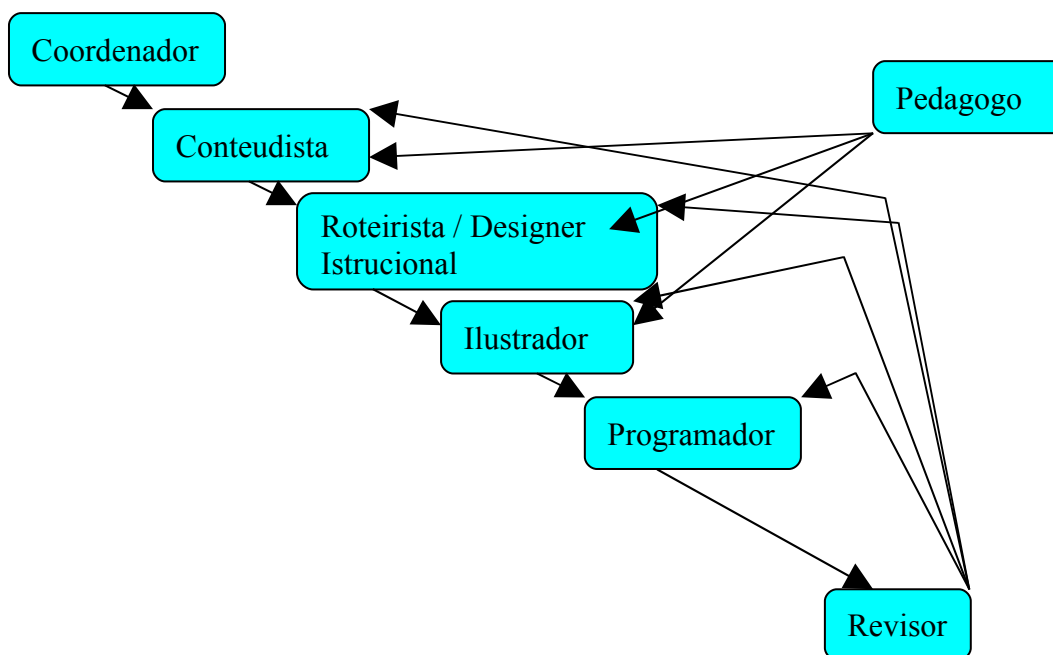 Coordenador
Pedagogo
Conteudista
Roteirista / Designer
Istrucional
Ilustrador
Programador
Revisor